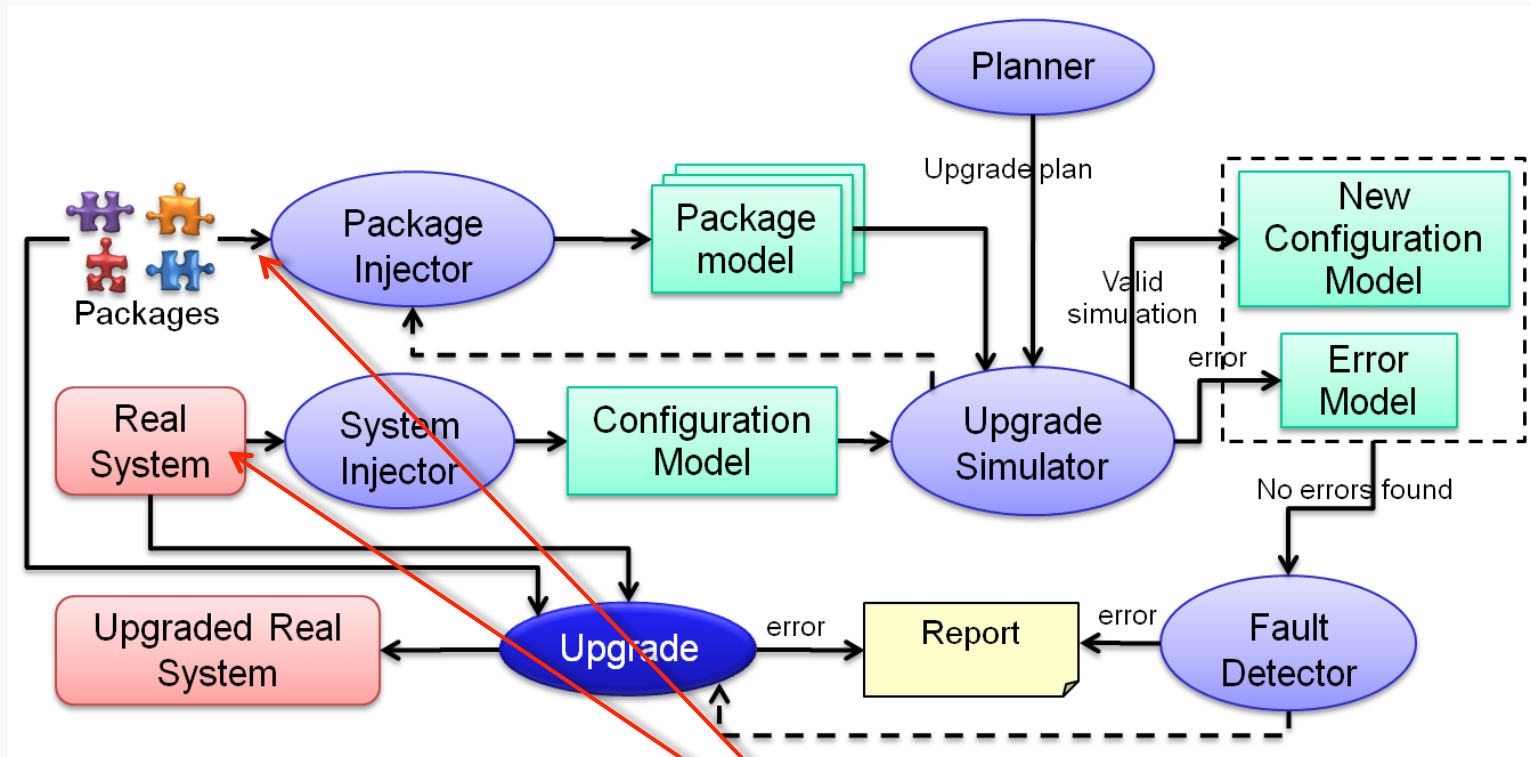 Planner
Upgrade plan
Packages
Package
Injector
Package
model
New
Configuration
Model
Valid
simulation
error
Error
Model
Real
System
System
Injector
Configuration
Model
Upgrade
Simulator
No errors found
Upgraded Real
System
Upgrade
error
Report
error
Fault
Detector